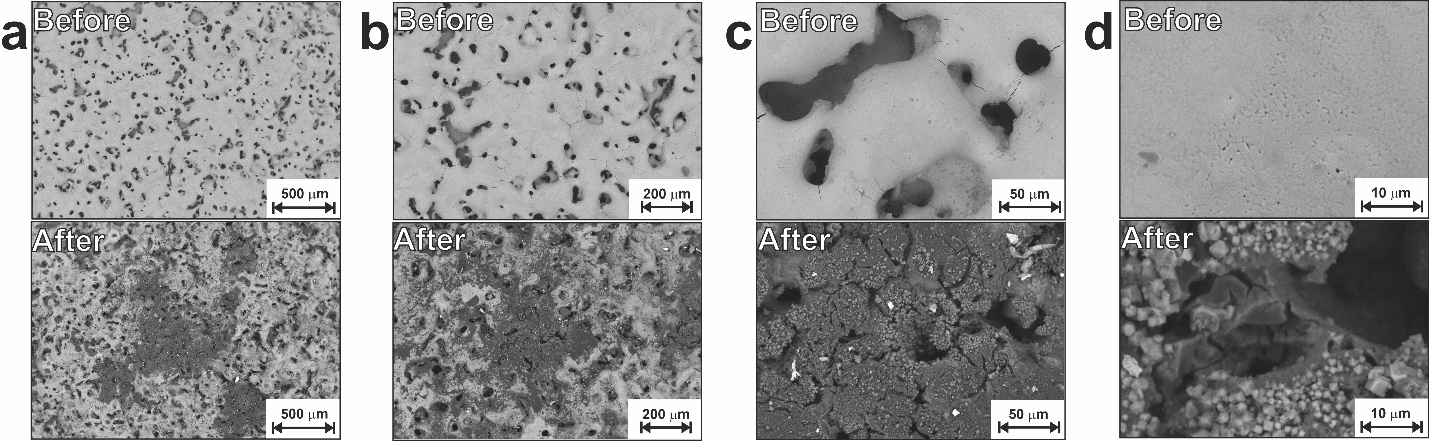 a
Before
500 μm
b
Before
200 μm
c
Before
50 μm
d
Before
10 μm
After
500 μm
After
200 μm
After
50 μm
After
10 μm